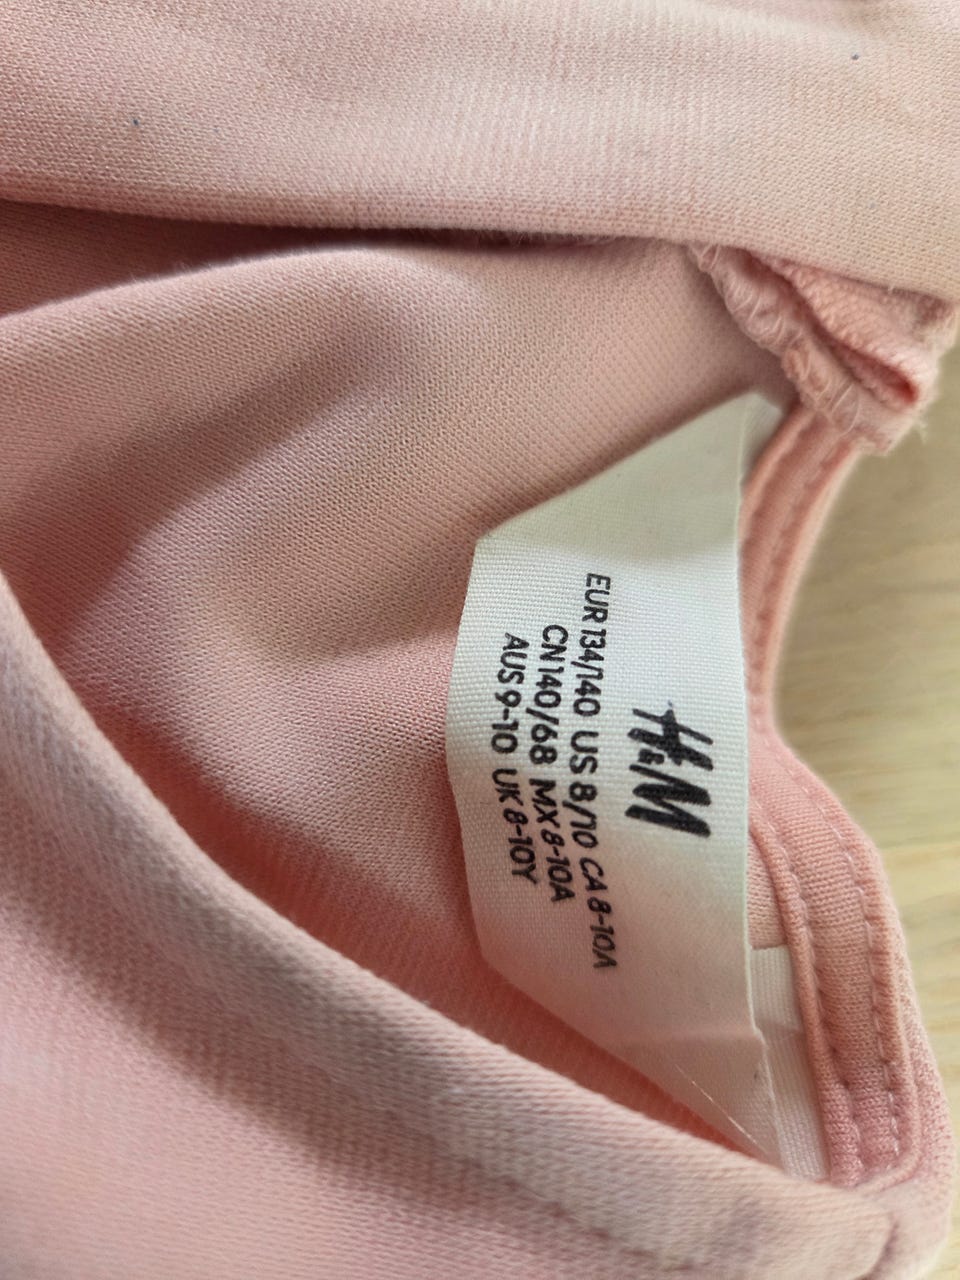 H&M
EUR 134/140 US 8/10 CA 8-10A
CN 140/68 MX 8-10A
AUS 9-10 UK 8-10Y